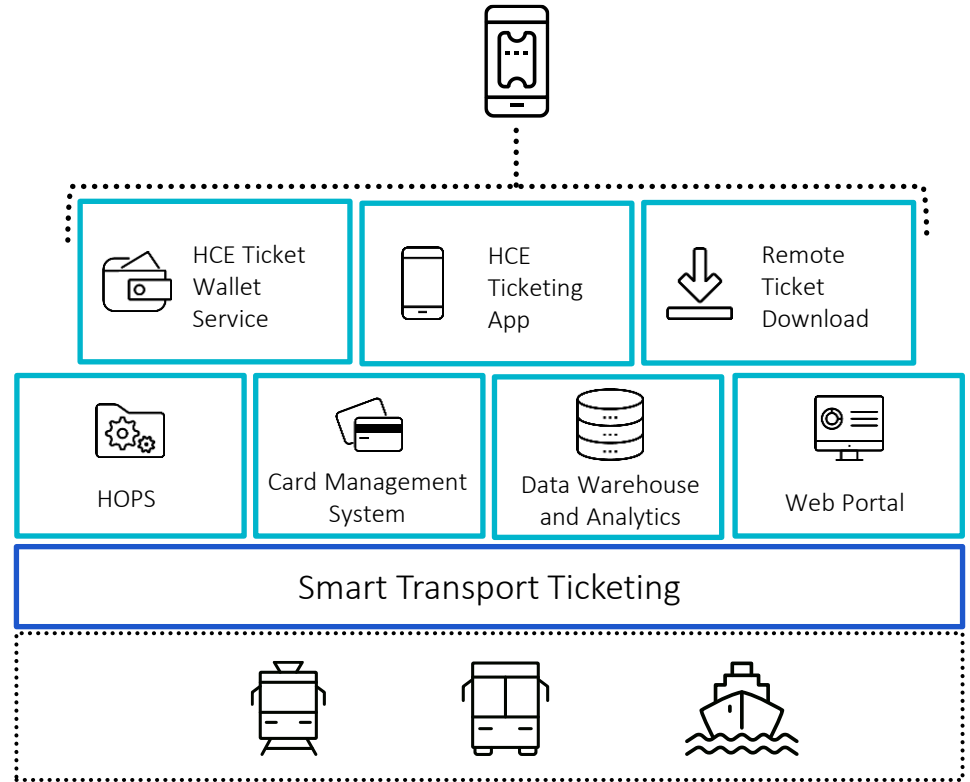 HCE Ticket
Wallet
Service
HCE
Ticketing
App
Remote
Ticket
Download
HOPS
Card Management
System
Data Warehouse
and Analytics
Web Portal
Smart Transport Ticketing